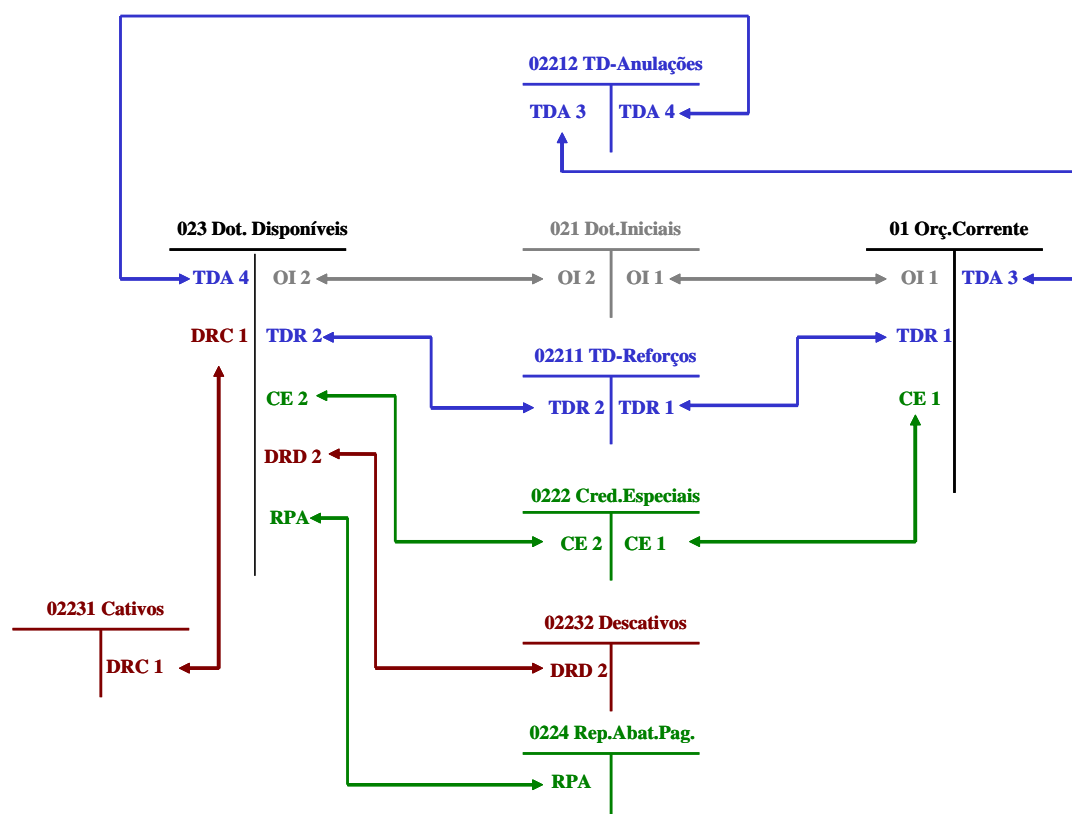 02212 TD-Anulações
TDA 3 TDA 4
023 Dot. Disponíveis 021 Dot.Iniciais 01 Orç.Corrente
TDA 4 OI 2 OI 2 OI 1 OI 1 TDA 3
DRC 1 TDR 2 TDR 1
02211 TD-Reforços
CE 2 TDR 2 TDR 1 CE 1
DRD 2
0222 Cred.Especiais
RPA
CE 2 CE 1
02231 Cativos 02232 Descativos
DRC 1 DRD 2
0224 Rep.Abat.Pag.
RPA